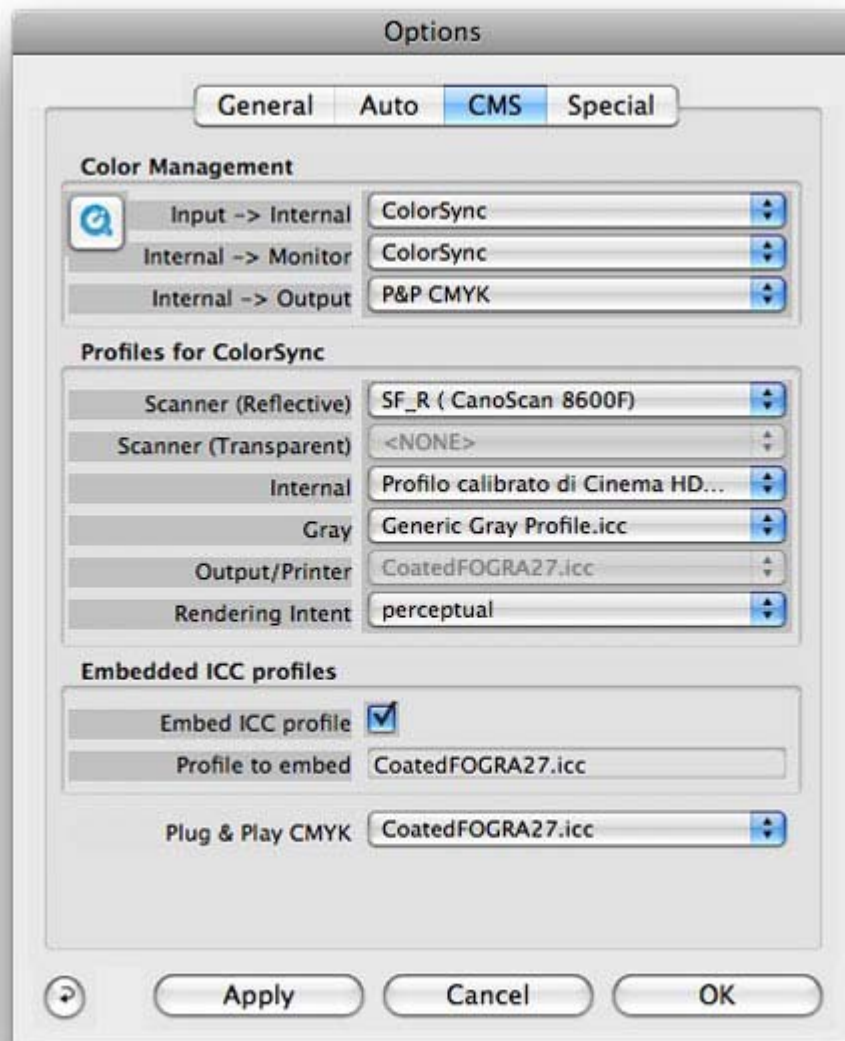 Options
General Auto CMS Special
Color Management
Input -> Internal ColorSync
Internal -> Monitor ColorSync
Internal -> Output P&P CMYK
Profiles for ColorSync
Scanner (Reflective) SF_R ( CanoScan 8600F)
Scanner (Transparent) <NONE>
Internal Profilo calibrato di Cinema HD...
Gray Generic Gray Profile.icc
Output/Printer CoatedFOGRA27.icc
Rendering Intent perceptual
Embedded ICC profiles
Embed ICC profile
Profile to embed CoatedFOGRA27.icc
Plug & Play CMYK CoatedFOGRA27.icc
Apply Cancel OK